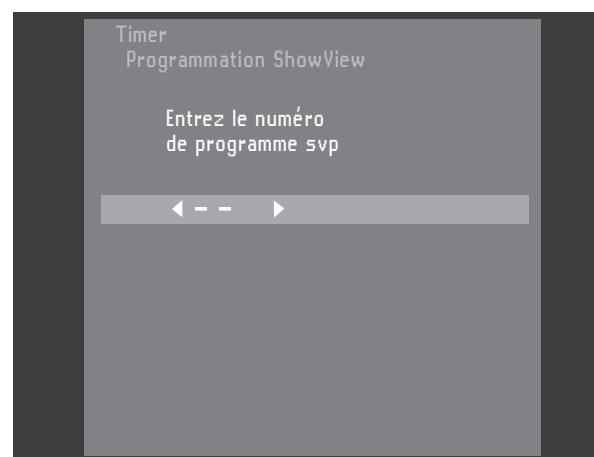 Timer
Programmation ShowView
Entrez le numéro
de programme svp
◄ – – ►